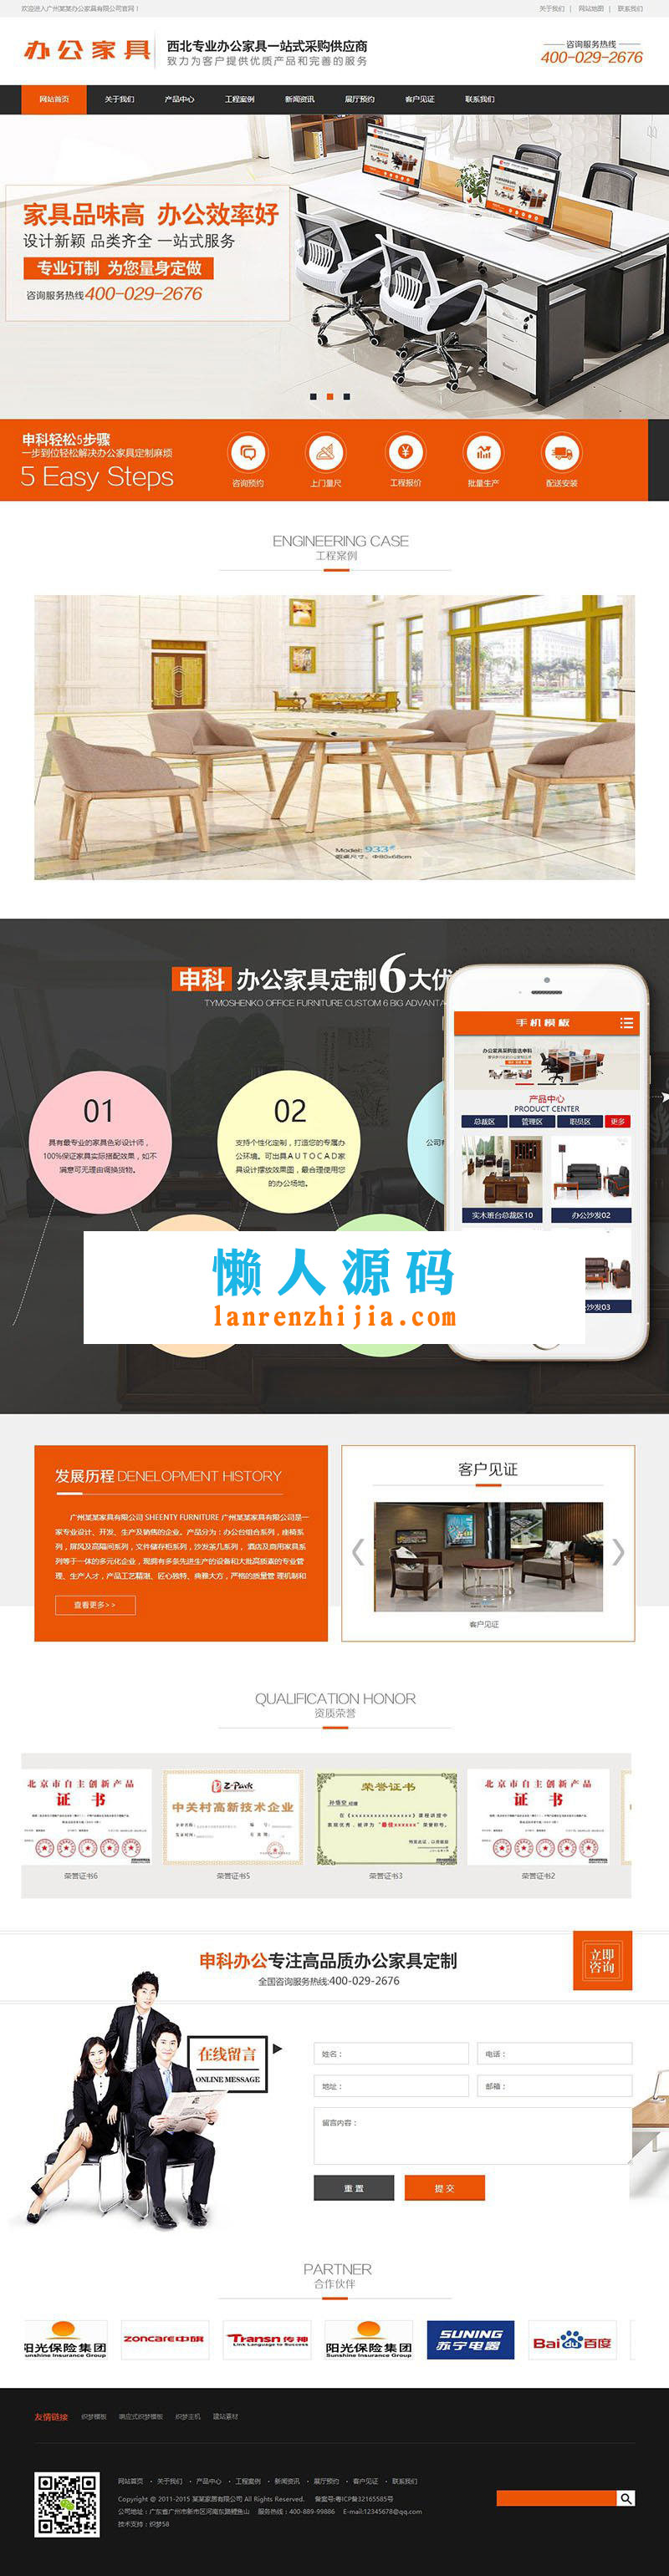 欢迎进入广州某某办公家具有限公司官网！
关于我们 | 网站地图 | 联系我们
办公家具
西北专业办公家具一站式采购供应商
致力为客户提供优质产品和完善的服务
咨询服务热线
400-029-2676
网站首页 关于我们 产品中心 工程案例 新闻资讯 展厅预约 客户见证 联系我们
家具品味高 办公效率好
设计新颖 品类齐全 一站式服务
专业订制 为您量身定做
咨询服务热线400-029-2676
申科轻松5步骤
一步到位轻松解决办公家具定制麻烦
5 Easy Steps
咨询预约 上门量尺 工程报价 批量生产 配送安装
ENGINEERING CASE
工程案例
Model: 933#
圆桌尺寸：Φ80x68cm
申科 办公家具定制6大优
TYMOSHENKO OFFICE FURNITURE CUSTOM 6 BIG ADVANTA
手机模板
产品中心
PRODUCT CENTER
总裁区 管理区 职员区 更多
实木班台总裁区10 办公沙发02
沙发03
01
具有最专业的家具色彩设计师，
100%保证家具实际搭配效果，如不
满意可无理由调换货物。
02
支持个性化定制，打造您的专属办
公环境。可出具AUTOCAD家
具设计摆放效果图，最合理使用您
的办公场地。
懒人源码
lanrenzhijia.com
发展历程 DENELOPMENT HISTORY
广州某某家具有限公司 SHEENTY FURNITURE 广州某某家具有限公司是一
家专业设计、开发、生产及销售的企业。产品分为：办公台组合系列，座椅系
列，屏风及高隔间系列，文件储存柜系列，沙发茶几系列， 酒店及商用家具系
列等于一体的多元化企业，现拥有多条先进生产的设备和大批高质素的专业管
理、生产人才，产品工艺精湛、匠心独特、典雅大方，严格的质量管 理机制和
查看更多>>
客户见证
客户见证
QUALIFICATION HONOR
资质荣誉
北京市自主创新产品
证 书
Z-Park
中关村高新技术企业
荣誉证书
北京市自主创新产品
证 书
荣誉证书6 荣誉证书5 荣誉证书3 荣誉证书2
申科办公专注高品质办公家具定制
全国咨询服务热线:400-029-2676
立即
咨询
在线留言
ONLINE MESSAGE
姓名： 电话：
地址： 邮箱：
留言内容：
重 置 提 交
PARTNER
合作伙伴
阳光保险集团
Sunshine Insurance Group
ZONCARE中旗
Transn传神
Link Language to Success
阳光保险集团
Sunshine Insurance Group
SUNING
苏宁电器
Baidu百度
友情链接 织梦模板 响应式织梦模板 织梦主机 建站素材
网站首页 • 关于我们 • 产品中心 • 工程案例 • 新闻资讯 • 展厅预约 • 客户见证 • 联系我们
Copyright @ 2011-2015 某某家居有限公司 All Rights Reserved. 备案号:粤ICP备32165585号
公司地址：广东省广州市新市区河南东路鲤鱼山 服务热线：400-889-99886 E-mail:12345678@qq.com
技术支持：织梦58